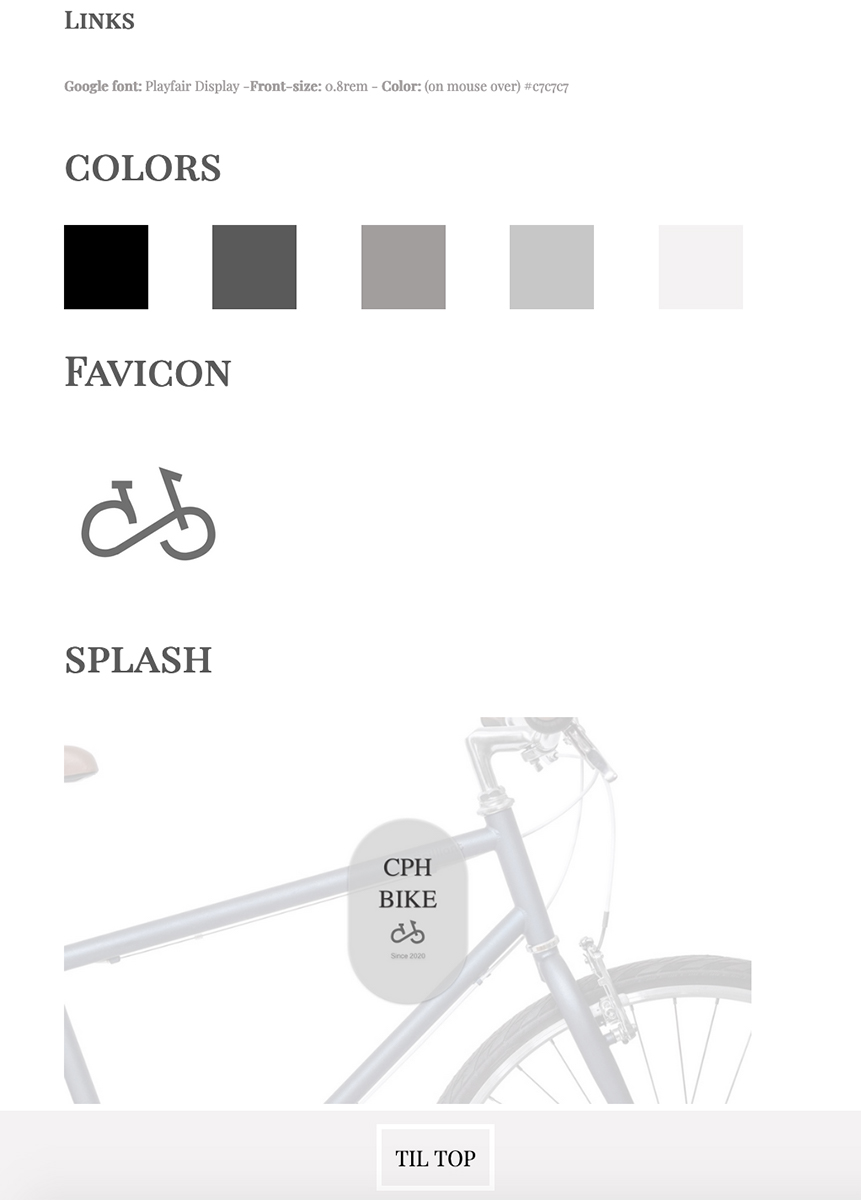 Links
Google font: Playfair Display -Front-size: 0.8rem - Color: (on mouse over) #c7c7c7
COLORS
Favicon
SPLASH
CPH
BIKE
Since 2020
TIL TOP